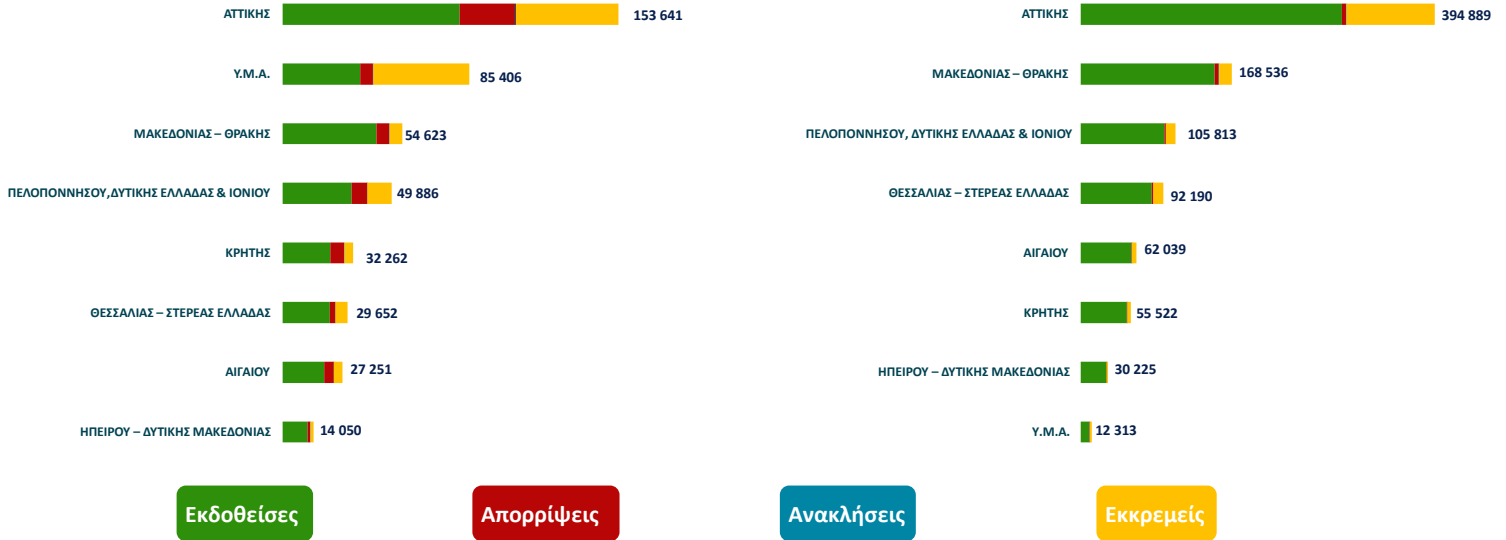 ΑΤΤΙΚΗΣ 153 641
Υ.Μ.Α. 85 406
ΜΑΚΕΔΟΝΙΑΣ – ΘΡΑΚΗΣ 54 623
ΠΕΛΟΠΟΝΝΗΣΟΥ,ΔΥΤΙΚΗΣ ΕΛΛΑΔΑΣ & ΙΟΝΙΟΥ 49 886
ΚΡΗΤΗΣ 32 262
ΘΕΣΣΑΛΙΑΣ – ΣΤΕΡΕΑΣ ΕΛΛΑΔΑΣ 29 652
ΑΙΓΑΙΟΥ 27 251
ΗΠΕΙΡΟΥ – ΔΥΤΙΚΗΣ ΜΑΚΕΔΟΝΙΑΣ 14 050
ΑΤΤΙΚΗΣ 394 889
ΜΑΚΕΔΟΝΙΑΣ – ΘΡΑΚΗΣ 168 536
ΠΕΛΟΠΟΝΝΗΣΟΥ, ΔΥΤΙΚΗΣ ΕΛΛΑΔΑΣ & ΙΟΝΙΟΥ 105 813
ΘΕΣΣΑΛΙΑΣ – ΣΤΕΡΕΑΣ ΕΛΛΑΔΑΣ 92 190
ΑΙΓΑΙΟΥ 62 039
ΚΡΗΤΗΣ 55 522
ΗΠΕΙΡΟΥ – ΔΥΤΙΚΗΣ ΜΑΚΕΔΟΝΙΑΣ 30 225
Υ.Μ.Α. 12 313
Εκδοθείσες Απορρίψεις Ανακλήσεις Εκκρεμείς